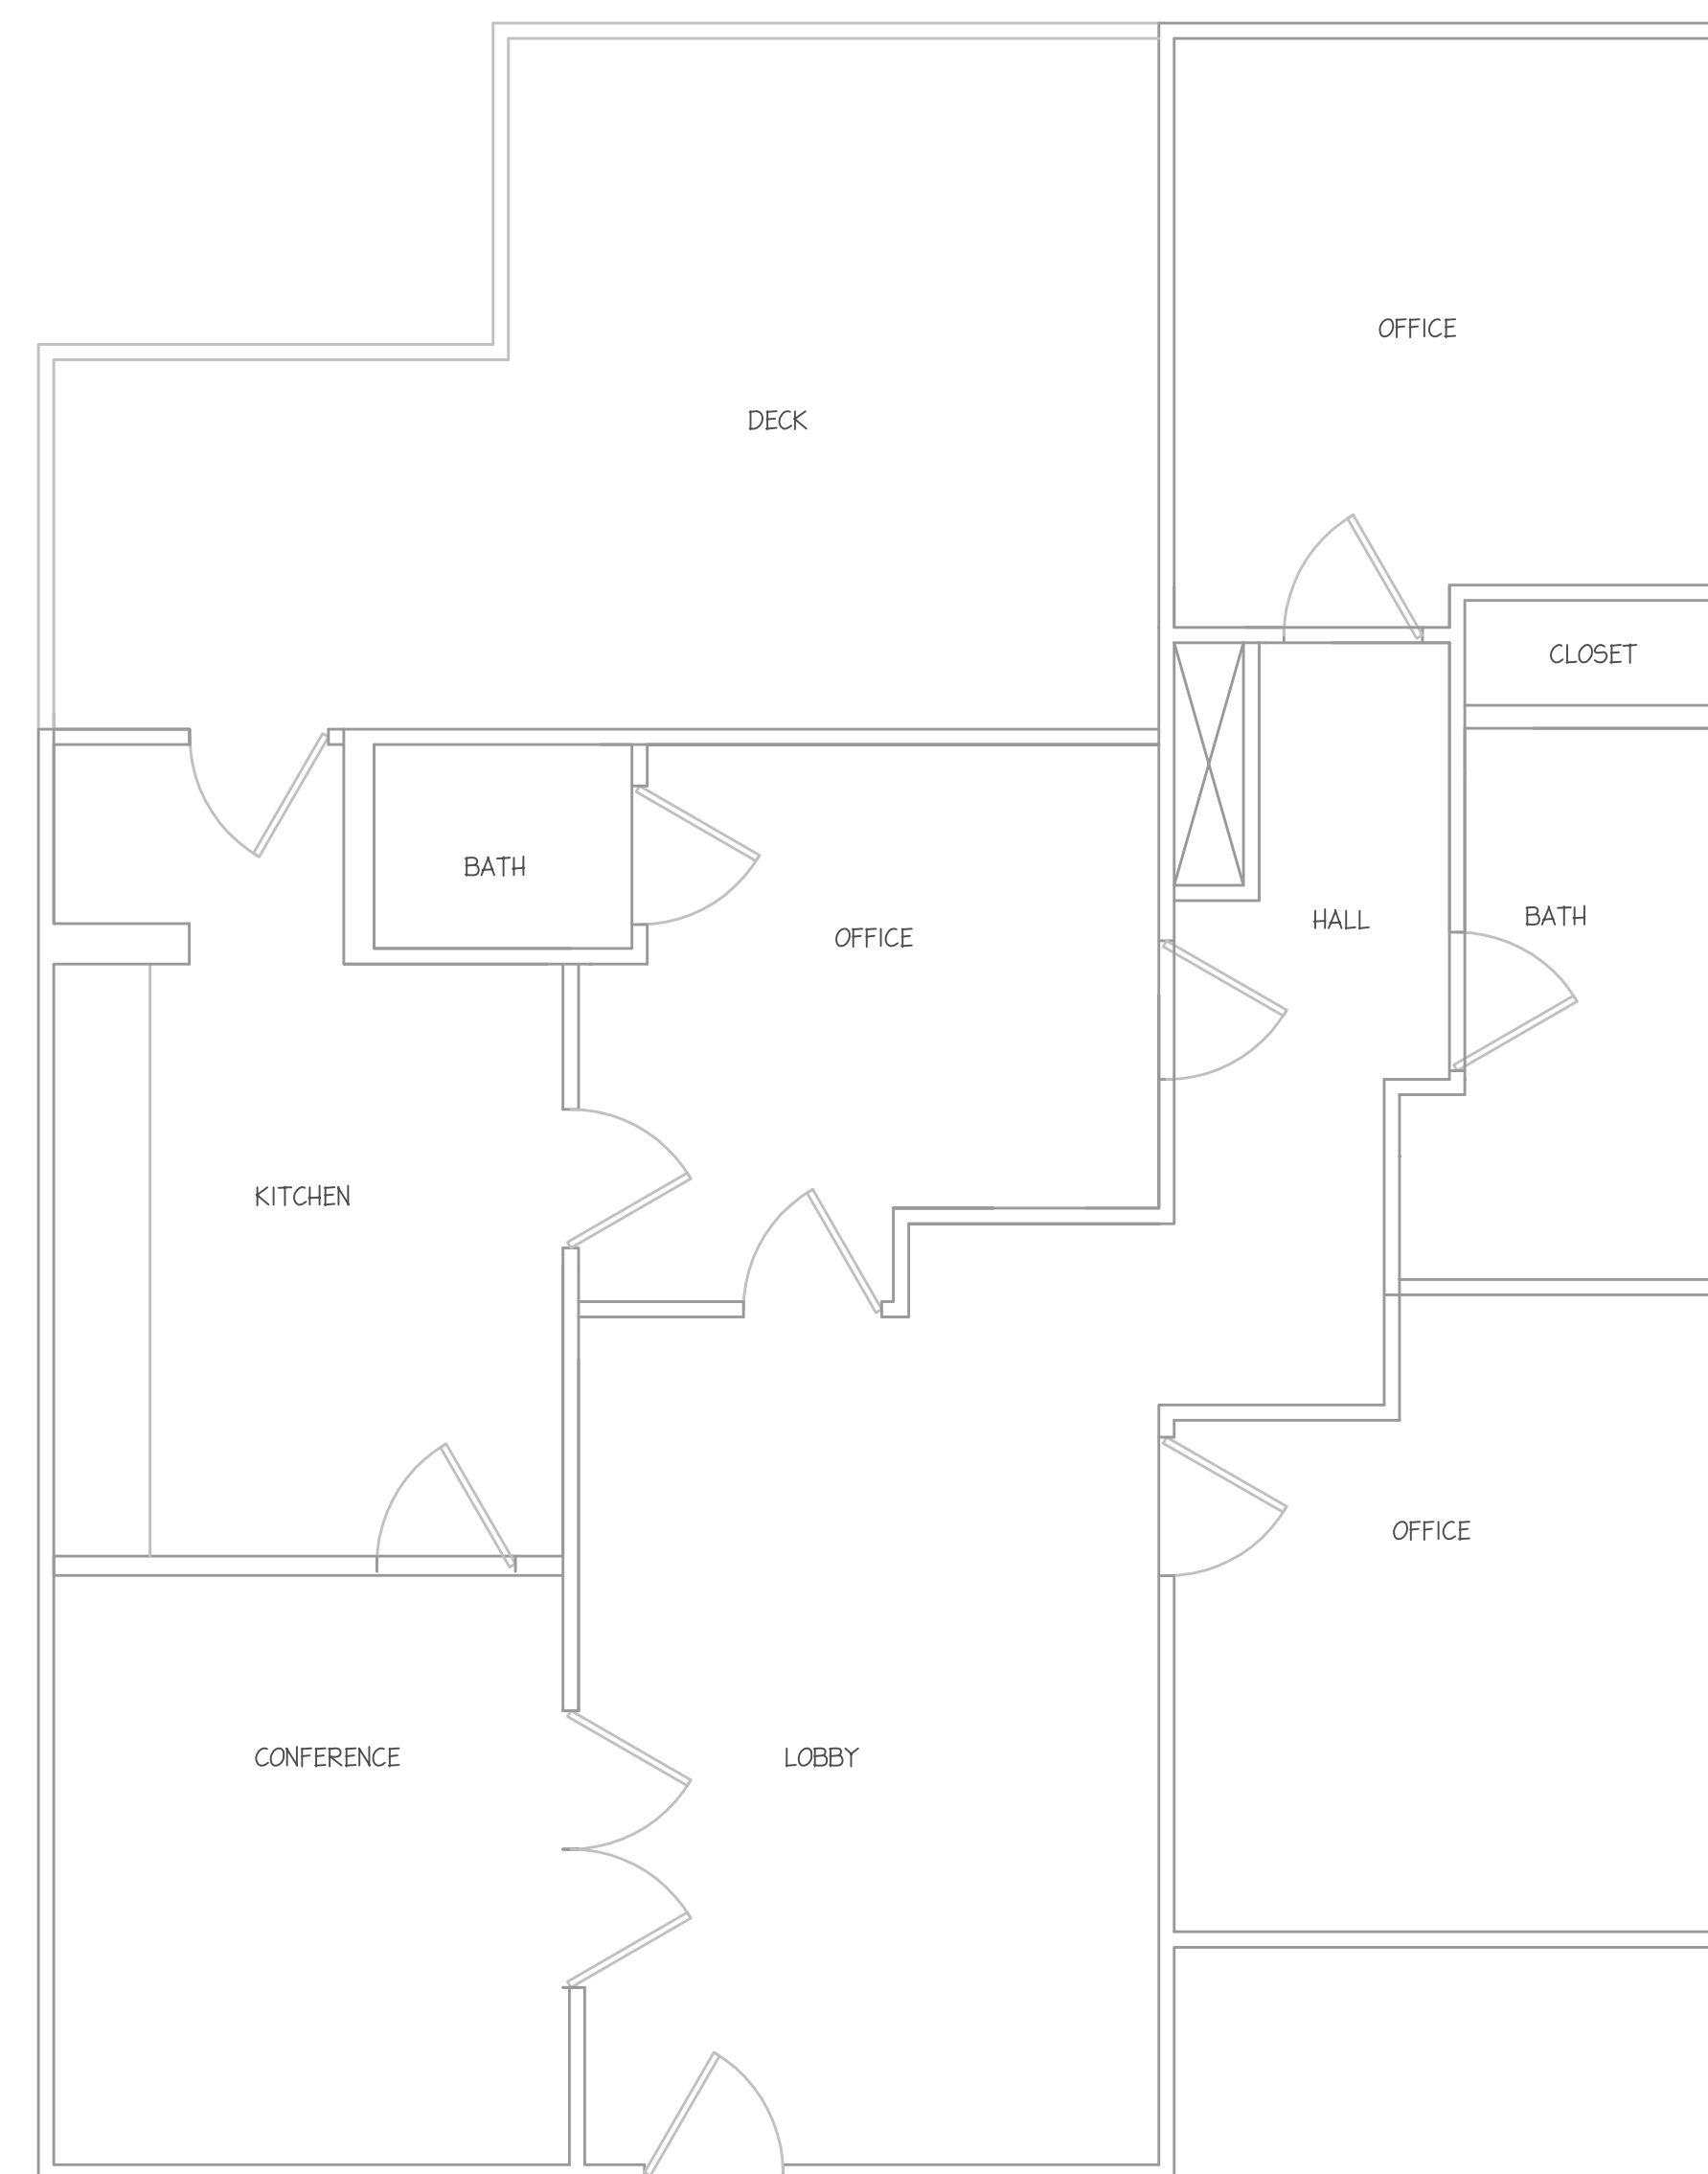 OFFICE
DECK
CLOSET
BATH
OFFICE
HALL
BATH
KITCHEN
OFFICE
CONFERENCE
LOBBY